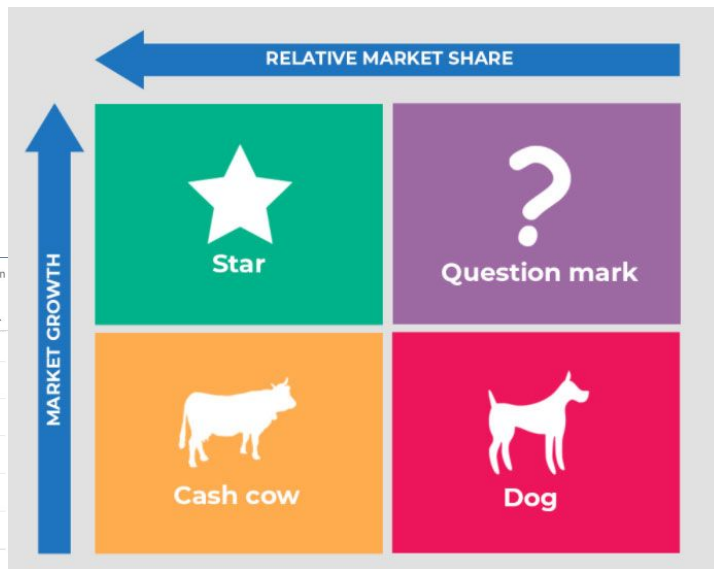 RELATIVE MARKET SHARE
MARKET GROWTH
Star
?
Question mark
Cash cow
Dog